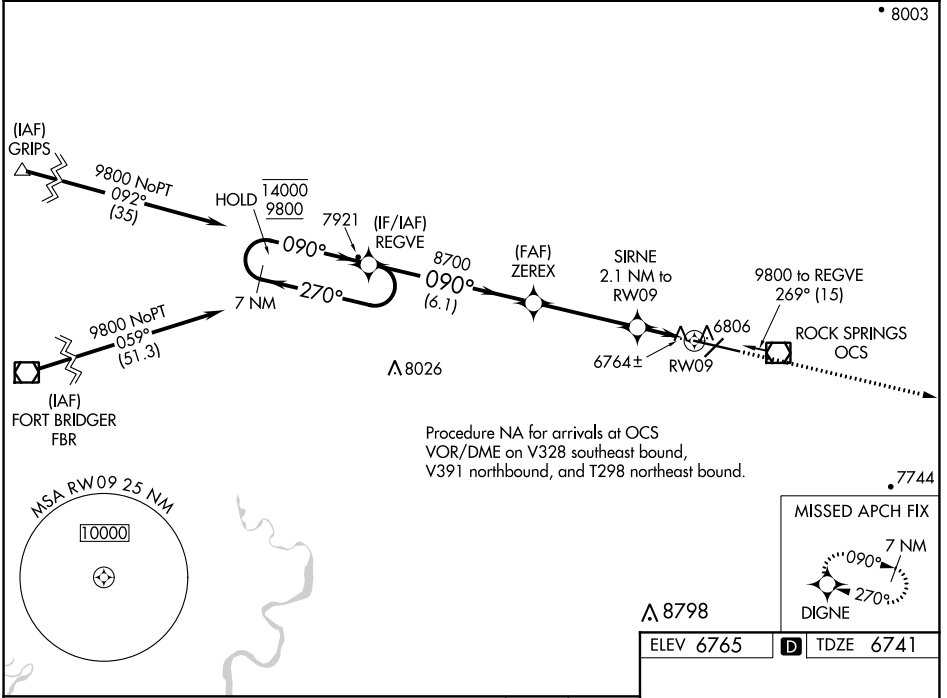 8003
(IAF)
GRIPS
9800 NoPT
092°
(35)
HOLD
14000
9800
7921
(IF/IAF)
REGVE
090°
270°
7 NM
8700
090°
(6.1)
(FAF)
ZEREX
SIRNE
2.1 NM to
RW09
9800 to REGVE
269° (15)
6806
ROCK SPRINGS
OCS
6764±
RW09
9800 NoPT
059°
(51.3)
(IAF)
FORT BRIDGER
FBR
8026
Procedure NA for arrivals at OCS
VOR/DME on V328 southeast bound,
V391 northbound, and T298 northeast bound.
7744
MSA RW09 25 NM
10000
MISSED APCH FIX
7 NM
090°
270°
DIGNE
8798
ELEV 6765
D
TDZE 6741